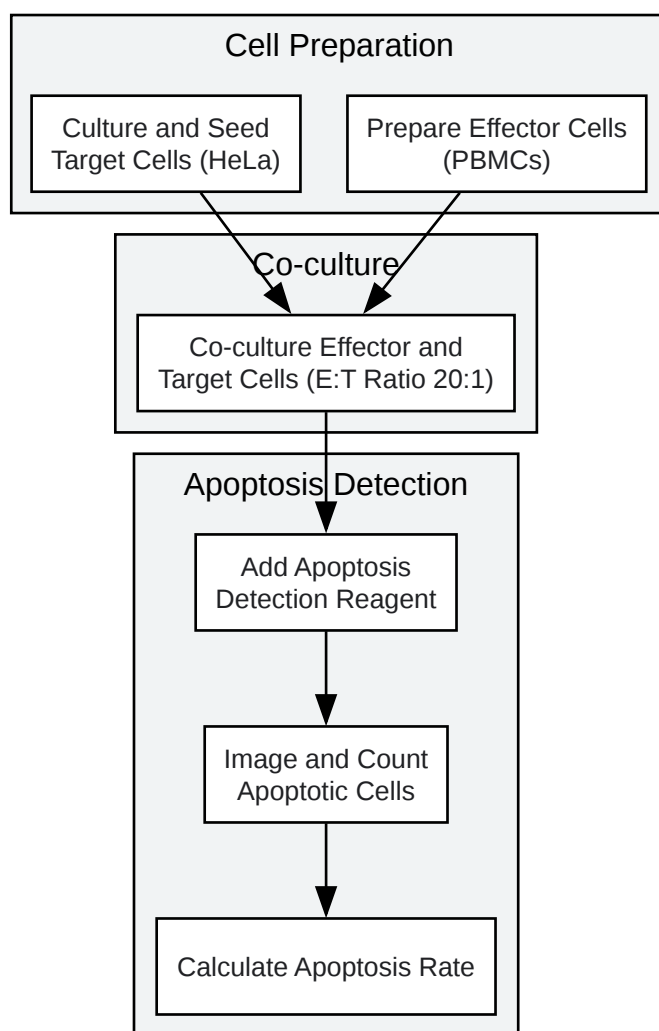 Cell Preparation
Culture and Seed
Target Cells (HeLa)
Prepare Effector Cells
(PBMCs)
Co-culture
Co-culture Effector and
Target Cells (E:T Ratio 20:1)
Apoptosis Detection
Add Apoptosis
Detection Reagent
Image and Count
Apoptotic Cells
Calculate Apoptosis Rate